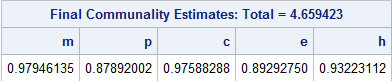 Final Communality Estimates: Total = 4.659423
m p c e h
0.97946135 0.87892002 0.97588288 0.89292750 0.93223112